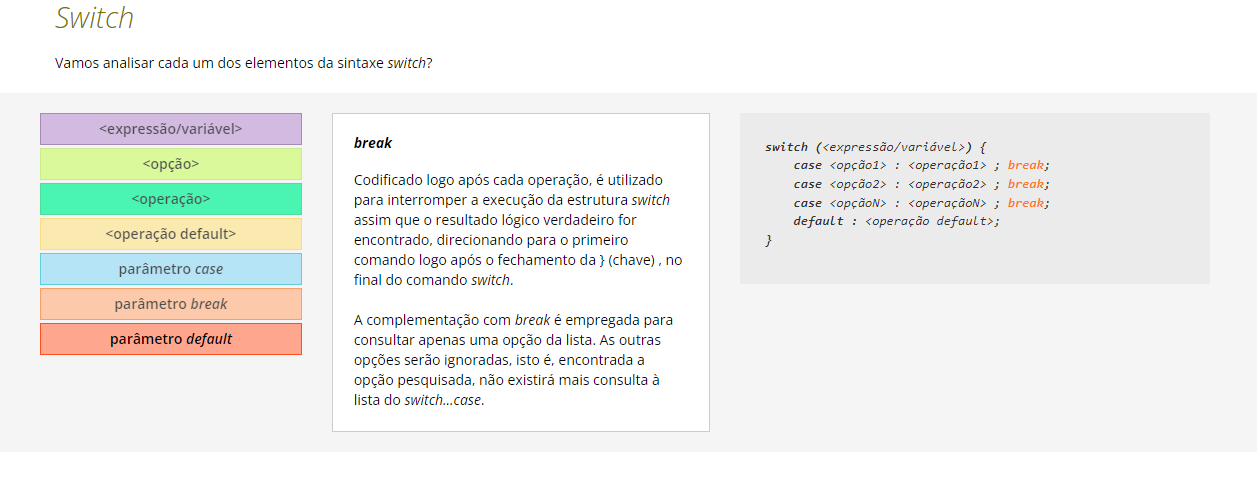 Switch
Vamos analisar cada um dos elementos da sintaxe switch?
<expressão/variável>
<opção>
<operação>
<operação default>
parâmetro case
parâmetro break
parâmetro default
break
Codificado logo após cada operação, é utilizado
para interromper a execução da estrutura switch
assim que o resultado lógico verdadeiro for
encontrado, direcionando para o primeiro
comando logo após o fechamento da } (chave) , no
final do comando switch.
A complementação com break é empregada para
consultar apenas uma opção da lista. As outras
opções serão ignoradas, isto é, encontrada a
opção pesquisada, não existirá mais consulta à
lista do switch...case.
switch (<expressão/variável>) {
case <opção1> : <operação1> ; break;
case <opção2> : <operação2> ; break;
case <opçãoN> : <operaçãoN> ; break;
default : <operação default>;
}